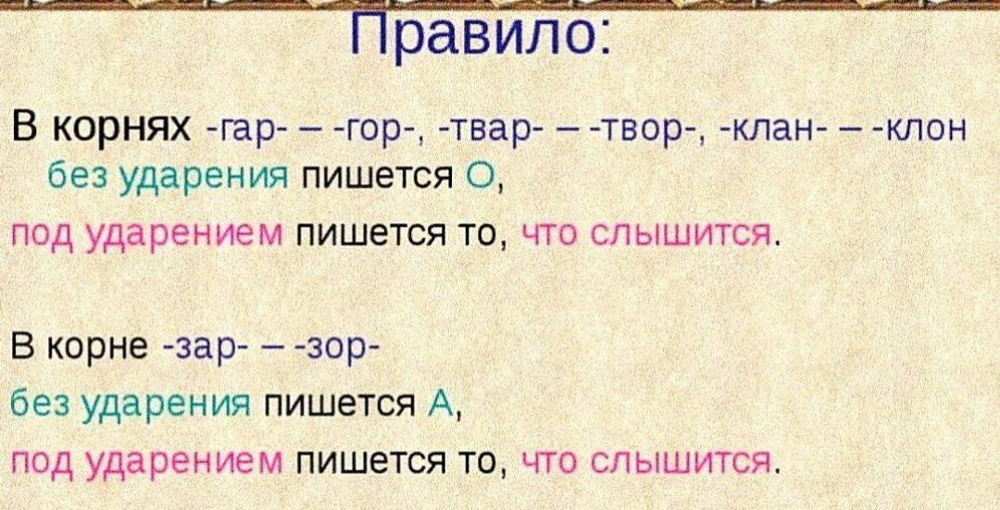 Правило:
В корнях -гар- – -гор-, -твар- – -твор-, -клан- – -клон
без ударения пишется О,
под ударением пишется то, что слышится.
В корне -зар- – -зор-
без ударения пишется А,
под ударением пишется то, что слышится.